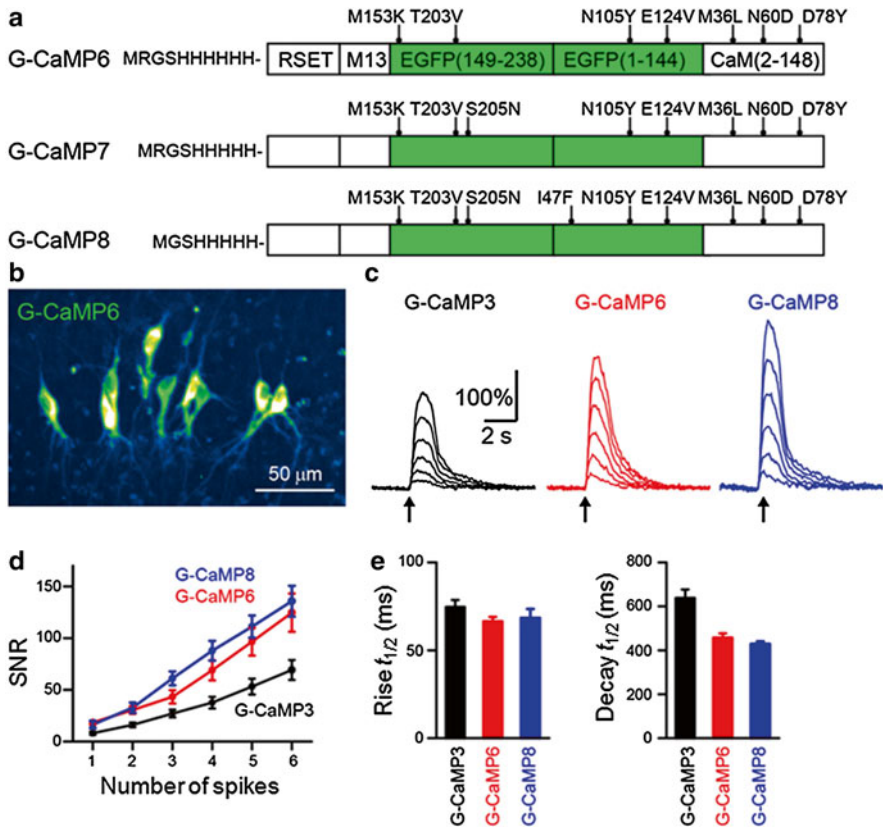 a
M153K T203V N105Y E124V M36L N60D D78Y
G-CaMP6 MRGSHHHHHH- RSET M13 EGFP(149-238) EGFP(1-144) CaM(2-148)
M153K T203V S205N N105Y E124V M36L N60D D78Y
G-CaMP7 MRGSHHHHH-
M153K T203V S205N I47F N105Y E124V M36L N60D D78Y
G-CaMP8 MGSHHHHH-
b
G-CaMP6
50 μm
c
G-CaMP3 G-CaMP6 G-CaMP8
100%
2 s
d
SNR
150
100
50
0
G-CaMP8
G-CaMP6
G-CaMP3
1 2 3 4 5 6
Number of spikes
e
Rise t1/2 (ms)
100
50
0
G-CaMP3
G-CaMP6
G-CaMP8
Decay t1/2 (ms)
800
600
400
200
0
G-CaMP3
G-CaMP6
G-CaMP8